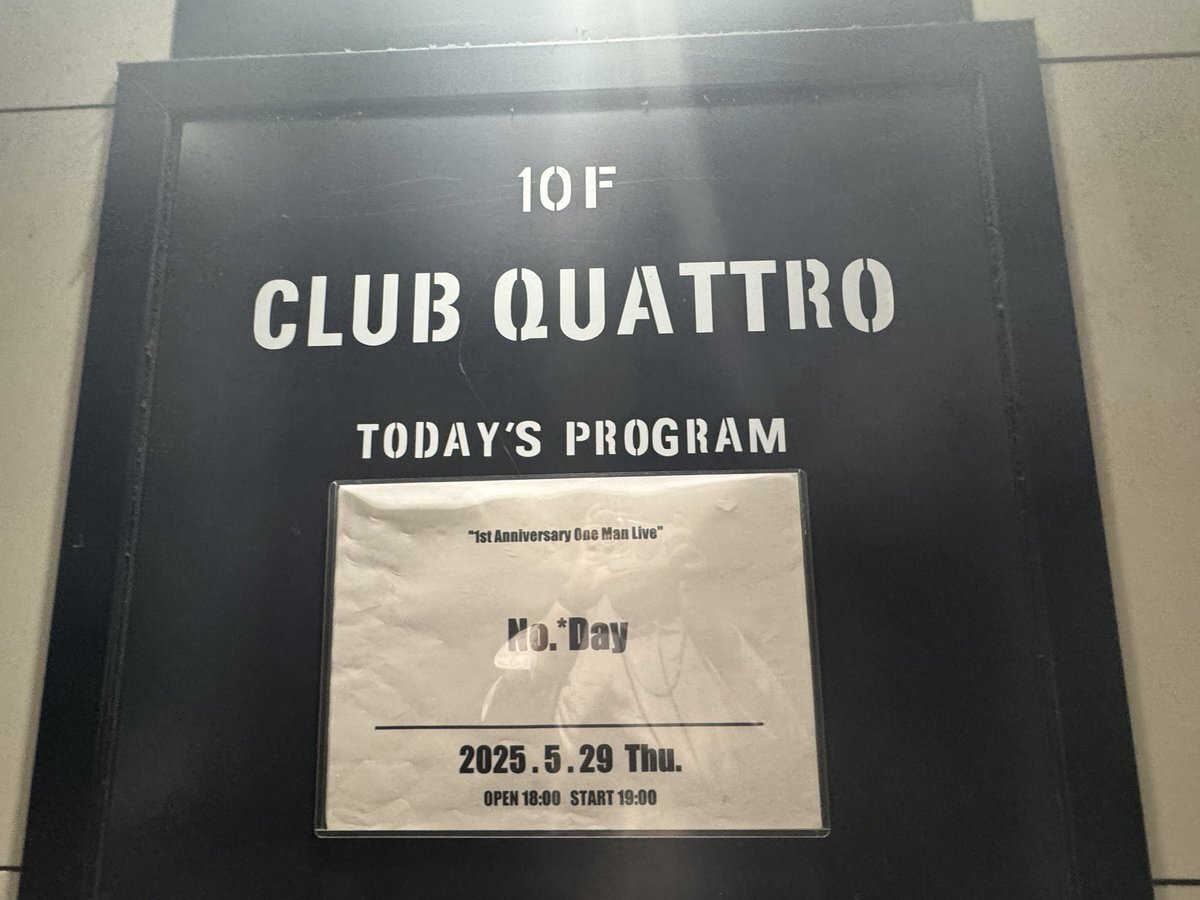 10F
CLUB QUATTRO
TODAY'S PROGRAM
"1st Anniversary One Man Live"
No.*Day
2025.5.29 Thu.
OPEN 18:00 START 19:00